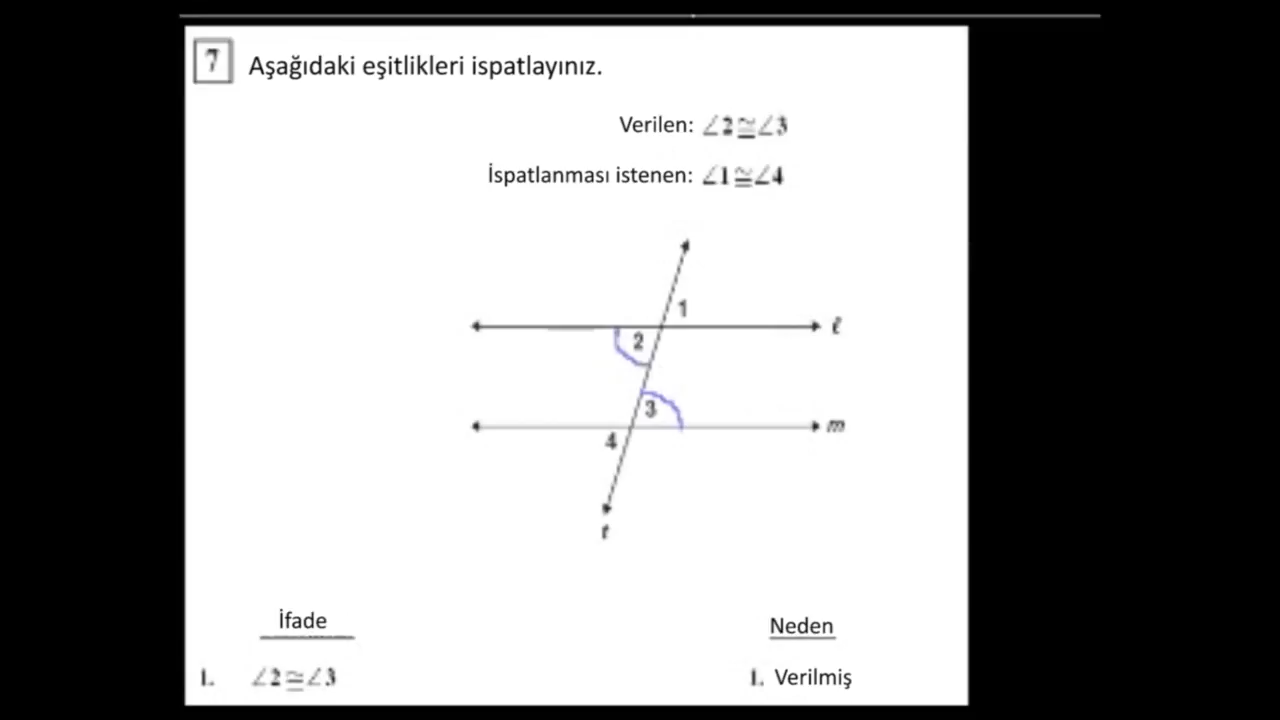 7 Aşağıdaki eşitlikleri ispatlayınız.
Verilen: ∠2≅∠3
İspatlanması istenen: ∠1≅∠4
1
ℓ
2
3
m
4
t
İfade Neden
1. ∠2≅∠3 1. Verilmiş